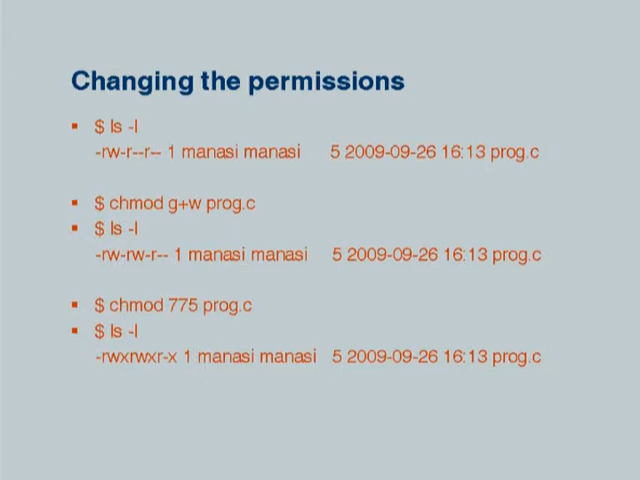 Changing the permissions
▪ $ ls -l
-rw-r--r-- 1 manasi manasi 5 2009-09-26 16:13 prog.c
▪ $ chmod g+w prog.c
▪ $ ls -l
-rw-rw-r-- 1 manasi manasi 5 2009-09-26 16:13 prog.c
▪ $ chmod 775 prog.c
▪ $ ls -l
-rwxrwxr-x 1 manasi manasi 5 2009-09-26 16:13 prog.c